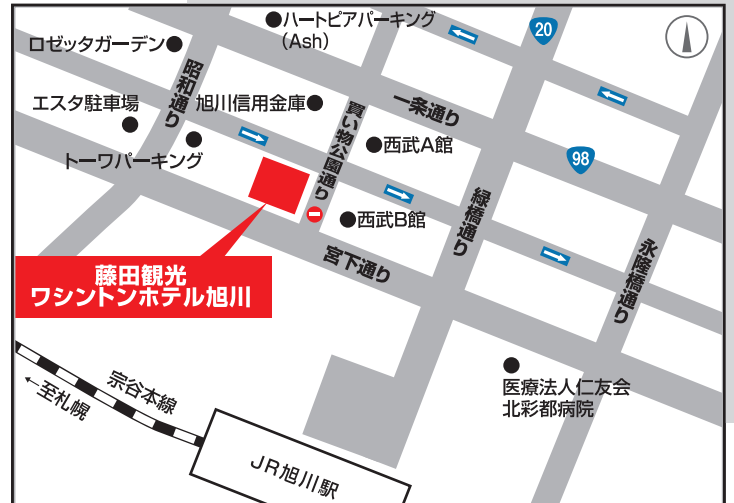 ハートピアパーキング
(Ash)
20
ロゼッタガーデン
昭和通り
エスタ駐車場
旭川信用金庫
一条通り
買い物公園通り
トーワパーキング
西武A館
98
西武B館
緑橋通り
永隆橋通り
宮下通り
藤田観光
ワシントンホテル旭川
医療法人仁友会
北彩都病院
宗谷本線
←至札幌
JR旭川駅